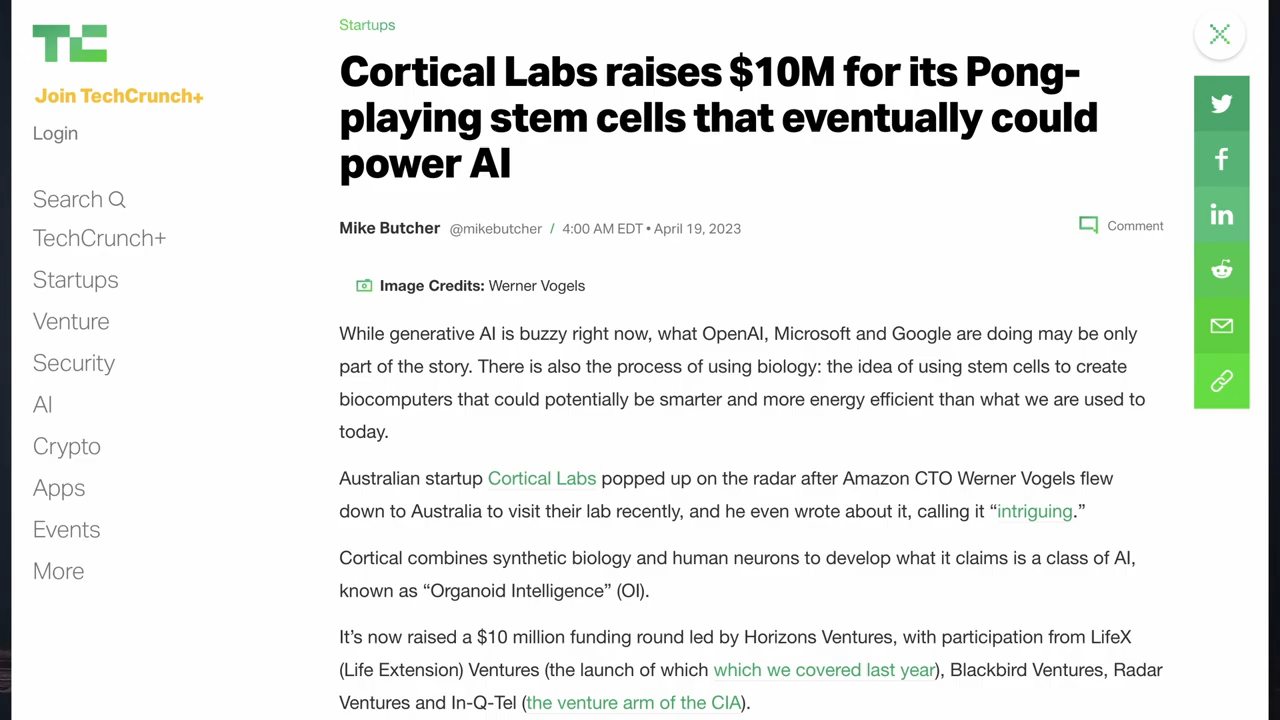 TC
Join TechCrunch+
Login
Search
TechCrunch+
Startups
Venture
Security
AI
Crypto
Apps
Events
More
Startups
Cortical Labs raises $10M for its Pong-
playing stem cells that eventually could
power AI
Mike Butcher @mikebutcher / 4:00 AM EDT • April 19, 2023
Comment
Image Credits: Werner Vogels
While generative AI is buzzy right now, what OpenAI, Microsoft and Google are doing may be only
part of the story. There is also the process of using biology: the idea of using stem cells to create
biocomputers that could potentially be smarter and more energy efficient than what we are used to
today.
Australian startup Cortical Labs popped up on the radar after Amazon CTO Werner Vogels flew
down to Australia to visit their lab recently, and he even wrote about it, calling it “intriguing.”
Cortical combines synthetic biology and human neurons to develop what it claims is a class of AI,
known as “Organoid Intelligence” (OI).
It’s now raised a $10 million funding round led by Horizons Ventures, with participation from LifeX
(Life Extension) Ventures (the launch of which which we covered last year), Blackbird Ventures, Radar
Ventures and In-Q-Tel (the venture arm of the CIA).
in